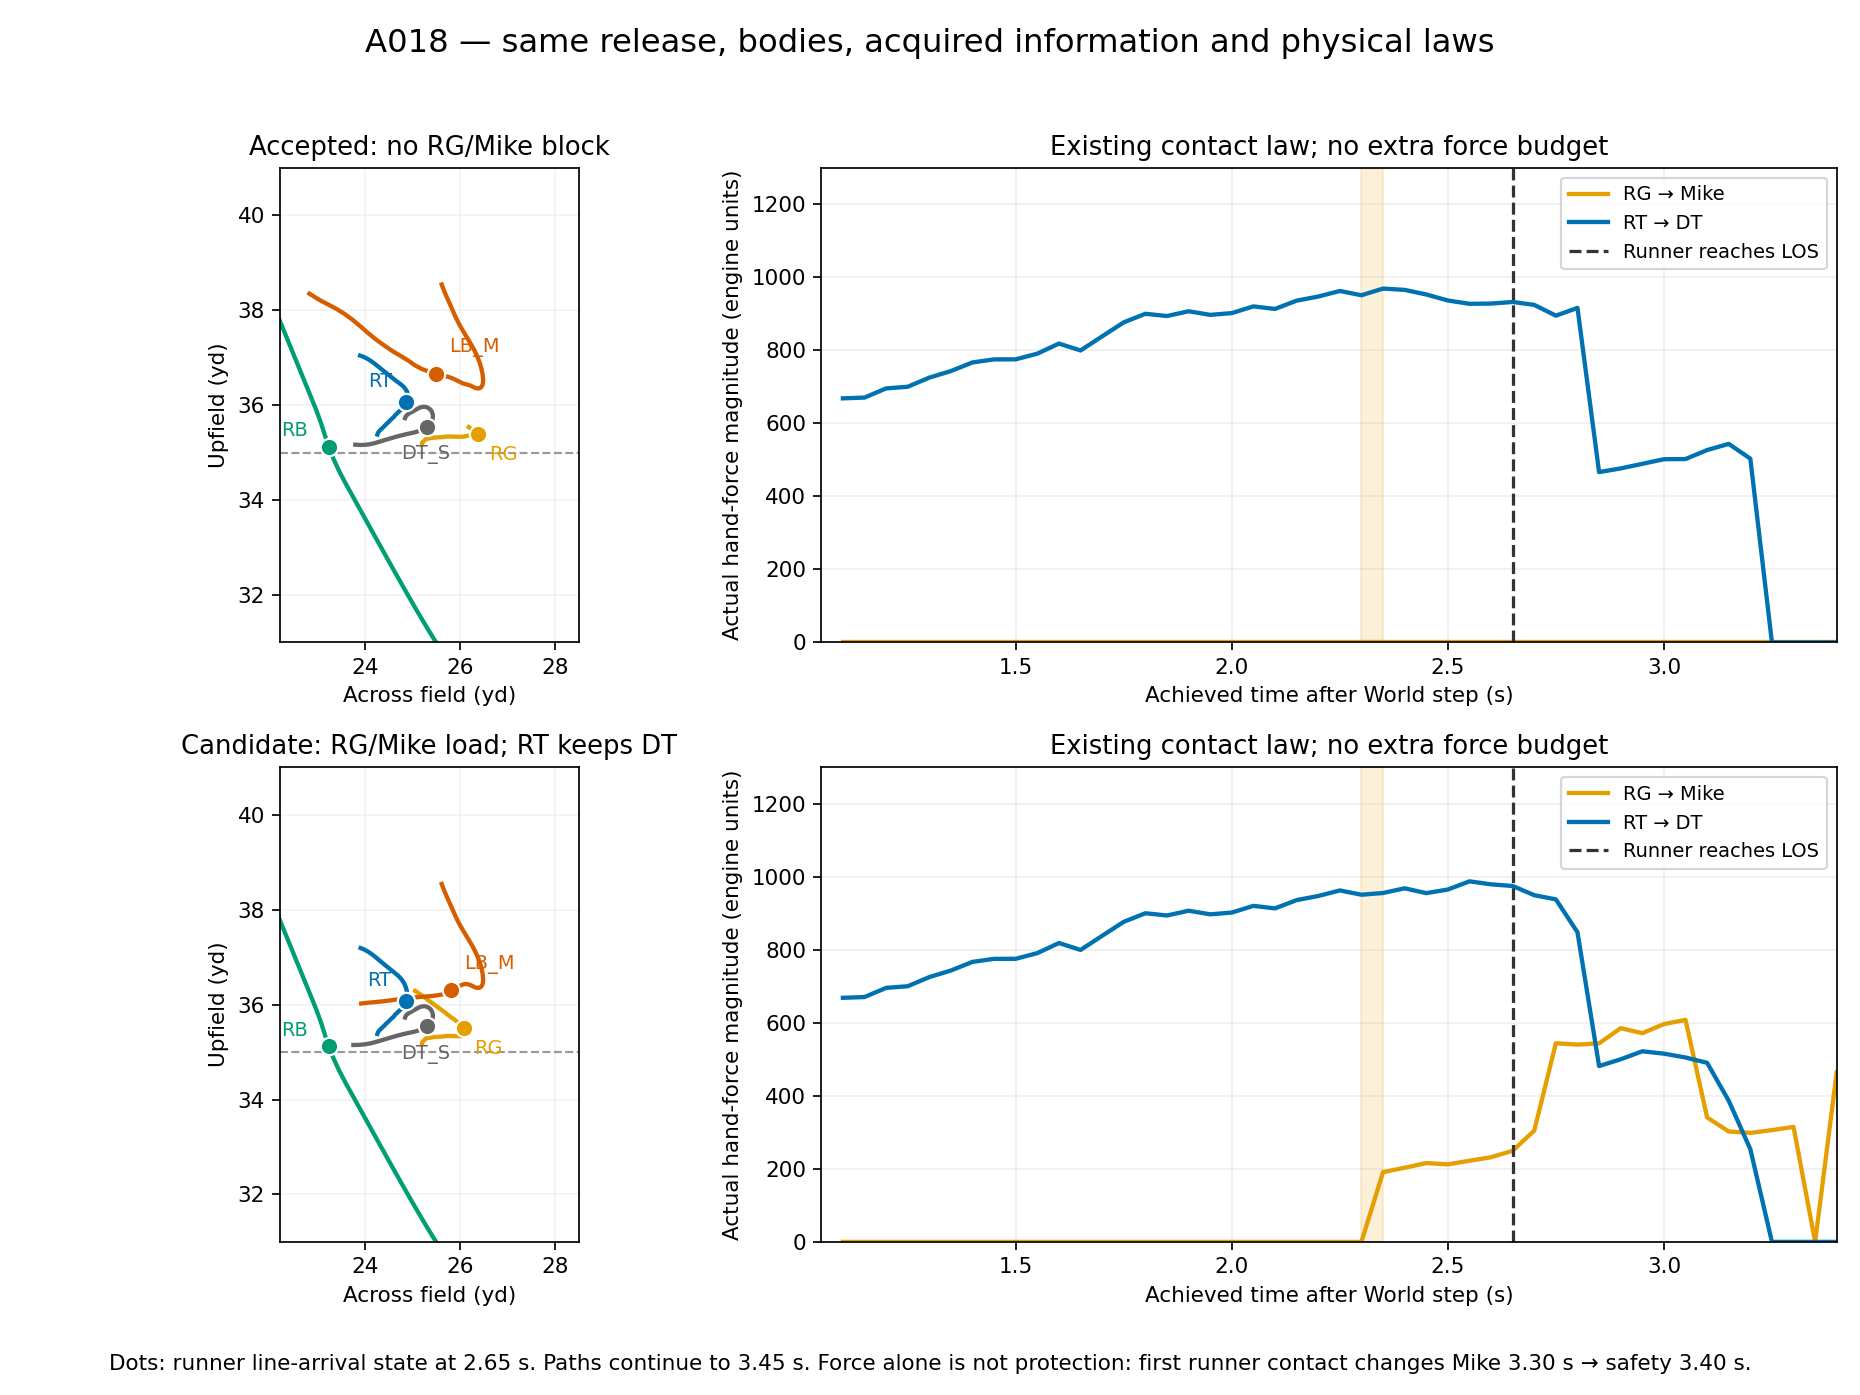 A018 — same release, bodies, acquired information and physical laws
Accepted: no RG/Mike block
Existing contact law; no extra force budget
Upfield (yd)
40
38
36
34
32
LB_M
RT
RB
DT_S
RG
24
26
28
Across field (yd)
Actual hand-force magnitude (engine units)
1200
1000
800
600
400
200
0
RG → Mike
RT → DT
Runner reaches LOS
1.5
2.0
2.5
3.0
Achieved time after World step (s)
Candidate: RG/Mike load; RT keeps DT
Existing contact law; no extra force budget
Upfield (yd)
40
38
36
34
32
LB_M
RT
RB
DT_S
RG
24
26
28
Across field (yd)
Actual hand-force magnitude (engine units)
1200
1000
800
600
400
200
0
RG → Mike
RT → DT
Runner reaches LOS
1.5
2.0
2.5
3.0
Achieved time after World step (s)
Dots: runner line-arrival state at 2.65 s. Paths continue to 3.45 s. Force alone is not protection: first runner contact changes Mike 3.30 s → safety 3.40 s.